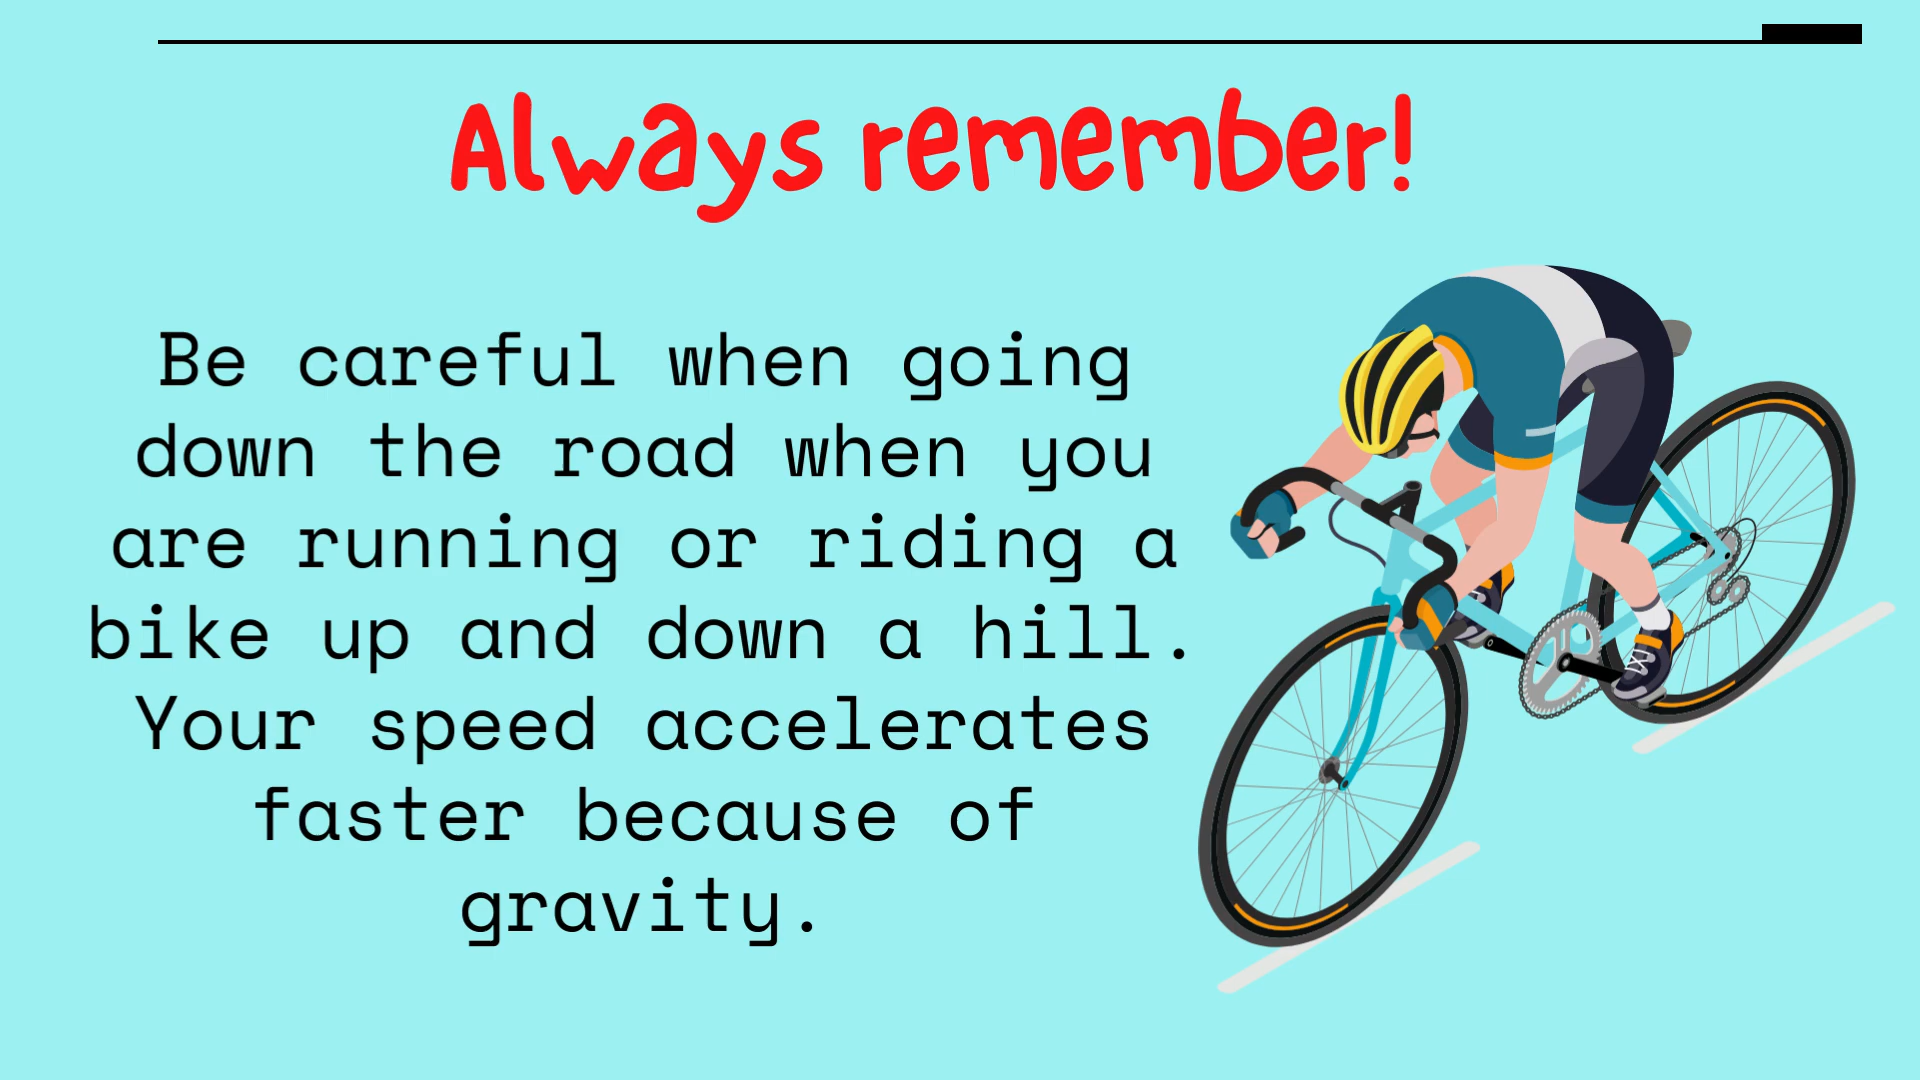 Always remember!
Be careful when going
down the road when you
are running or riding a
bike up and down a hill.
Your speed accelerates
faster because of
gravity.